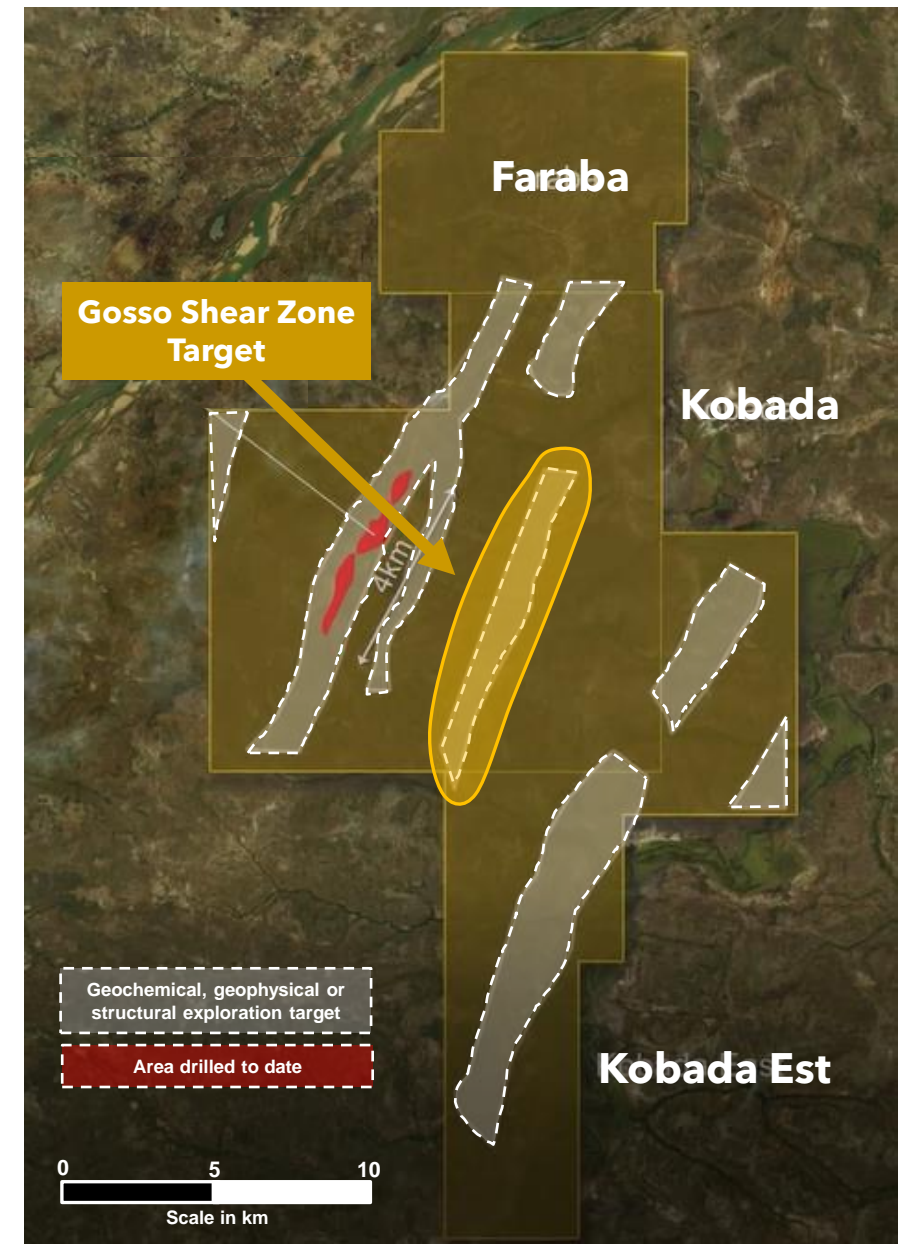 Faraba
Gosso Shear Zone
Target
Kobada
4km
Geochemical, geophysical or
structural exploration target
Area drilled to date
Kobada Est
0 5 10
Scale in km